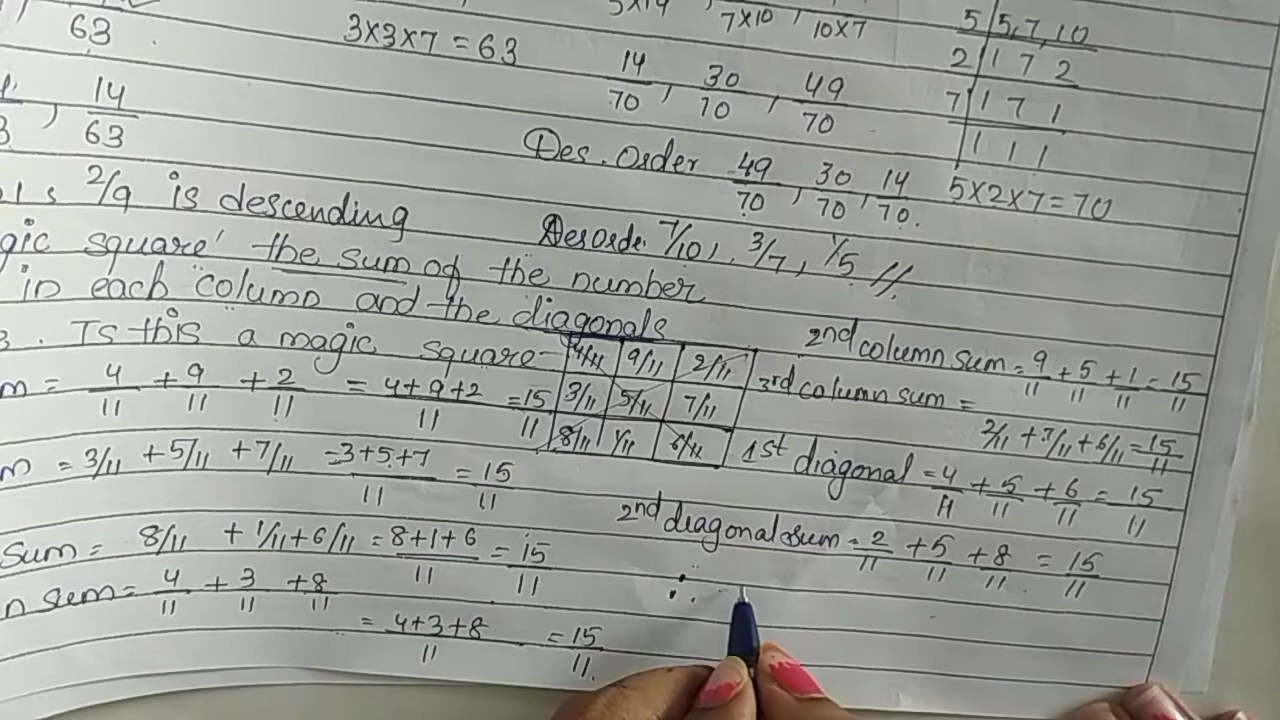 63
3×3×7 = 63
14/63
7×10, 10×7
14/70, 30/70, 49/70
Des. Order 49/70, 30/70, 14/70.
Des Orde. 7/10, 3/7, 1/5 //.
5 | 5, 7, 10
2 | 1 7 2
7 | 1 7 1
1 1 1
5×2×7=70
2/9 is descending
gic square' the sum of the number
in each column and the diagonals
3. Is this a magic square-
4/11 9/11 2/11
3/11 5/11 7/11
8/11 1/11 6/11
m = 4/11 + 9/11 + 2/11 = 4+9+2/11 = 15/11
m = 3/11 + 5/11 + 7/11 = 3+5+7/11 = 15/11
Sum = 8/11 + 1/11 + 6/11 = 8+1+6/11 = 15/11
n sum = 4/11 + 3/11 + 8/11
= 4+3+8/11 = 15/11.
2nd column sum = 9/11 + 5/11 + 1/11 = 15/11
3rd column sum =
2/11 + 7/11 + 6/11 = 15/11
1st diagonal = 4/11 + 5/11 + 6/11 = 15/11
2nd diagonal sum = 2/11 + 5/11 + 8/11 = 15/11
∴